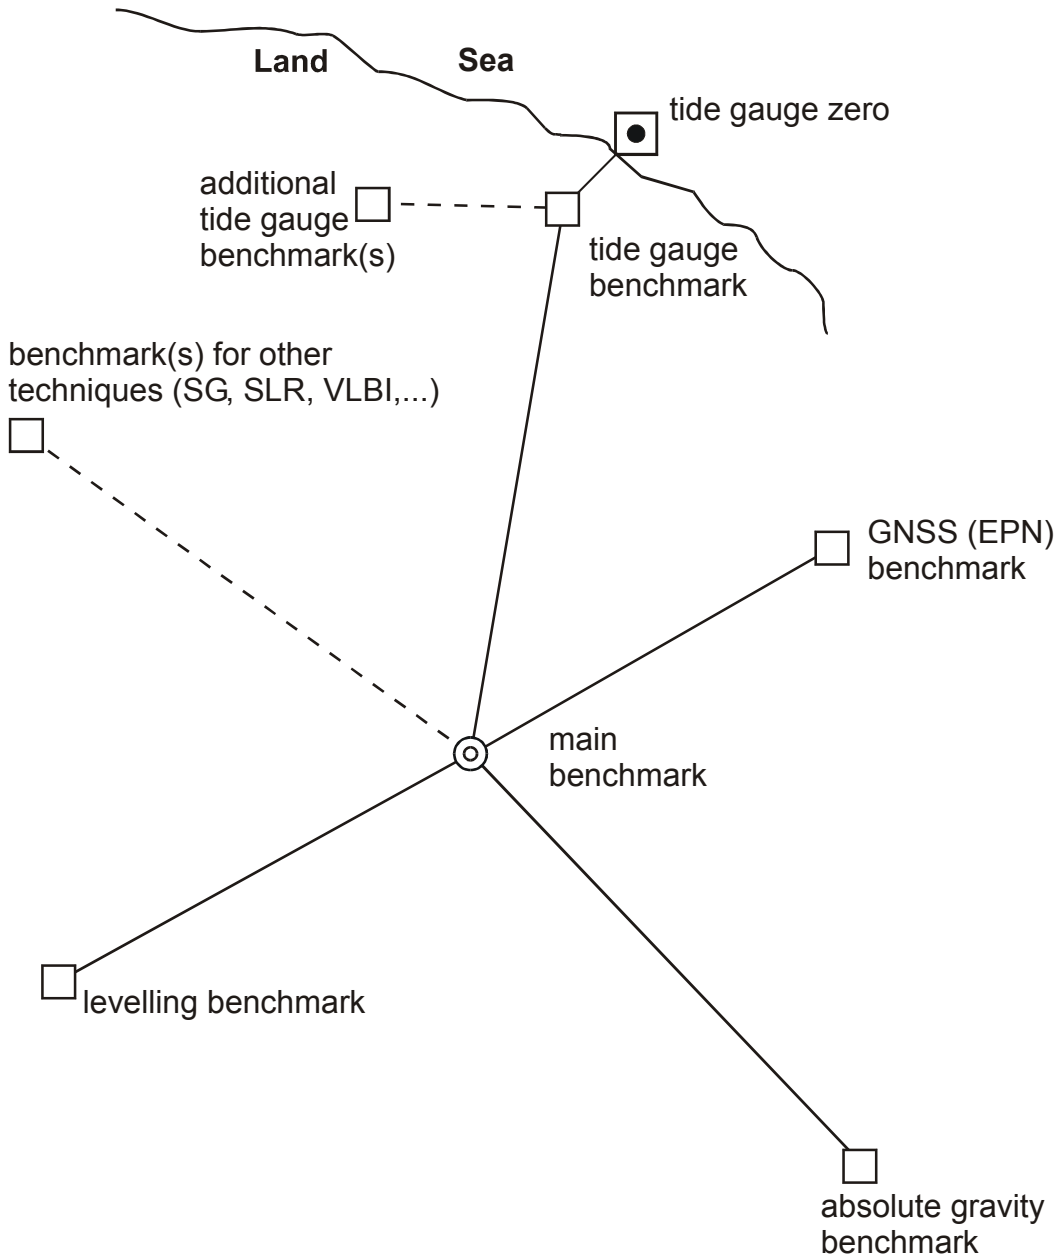 Land
Sea
tide gauge zero
additional
tide gauge
benchmark(s)
tide gauge
benchmark
benchmark(s) for other
techniques (SG, SLR, VLBI,...)
GNSS (EPN)
benchmark
main
benchmark
levelling benchmark
absolute gravity
benchmark